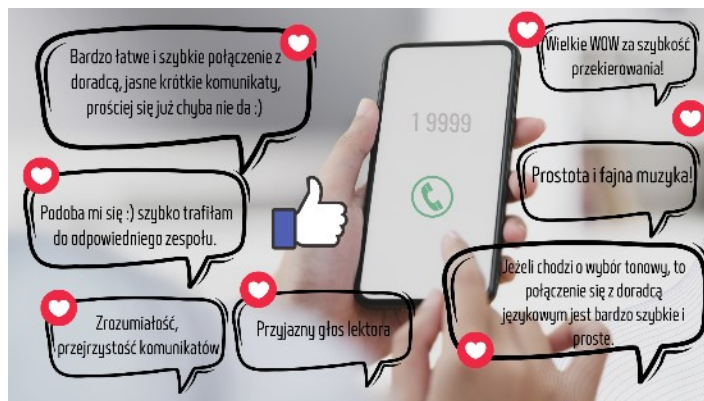 Bardzo łatwe i szybkie połączenie z
doradcą, jasne krótkie komunikaty,
prościej się już chyba nie da :)
Wielkie WOW za szybkość
przekierowania!
1 9999
Prostota i fajna muzyka!
Podoba mi się :) szybko trafiłam
do odpowiedniego zespołu.
Jeżeli chodzi o wybór tonowy, to
połączenie się z doradcą
językowym jest bardzo szybkie i
proste.
Zrozumiałość,
przejrzystość komunikatów
Przyjazny głos lektora